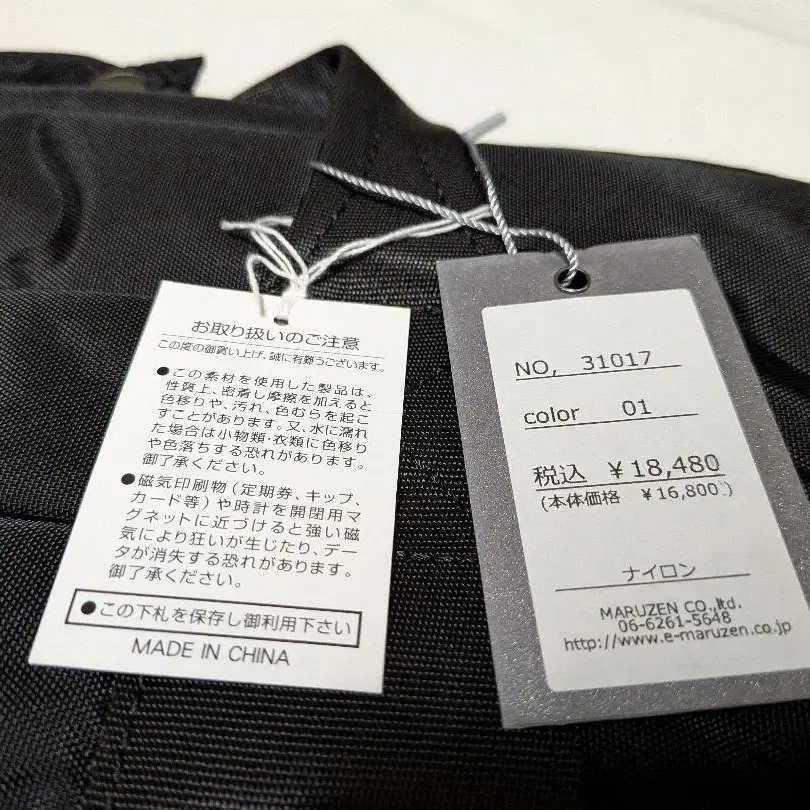 お取り扱いのご注意
この度の御買い上げ、誠に有難うございます。
●この素材を使用した製品は、
性質上、密着し摩擦を加えると
色移りや、汚れ、色むらを起こ
すことがあります。又、水に濡れ
た場合は小物類・衣類に色移り
や色落ちする恐れがあります。
御了承ください。
●磁気印刷物（定期券、キップ、
カード等）や時計を開閉用マ
グネットに近づけると強い磁
気により狂いが生じたり、デー
タが消失する恐れがあります。
御了承ください。
●この下札を保存し御利用下さい
MADE IN CHINA
NO, 31017
color 01
税込 ¥18,480
(本体価格 ¥16,800)
ナイロン
MARUZEN CO.,ltd.
06-6261-5648
http://www.e-maruzen.co.jp